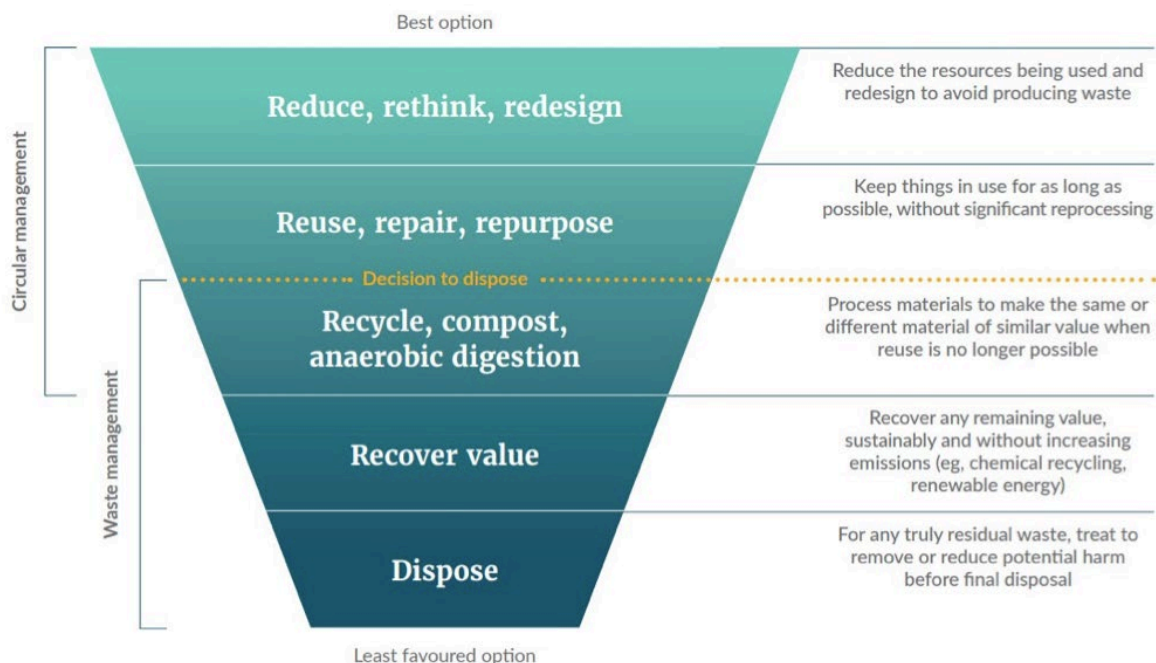 Best option
Circular management
Reduce, rethink, redesign
Reduce the resources being used and
redesign to avoid producing waste
Reuse, repair, repurpose
Keep things in use for as long as
possible, without significant reprocessing
Decision to dispose
Waste management
Recycle, compost,
anaerobic digestion
Process materials to make the same or
different material of similar value when
reuse is no longer possible
Recover value
Recover any remaining value,
sustainably and without increasing
emissions (eg, chemical recycling,
renewable energy)
Dispose
For any truly residual waste, treat to
remove or reduce potential harm
before final disposal
Least favoured option